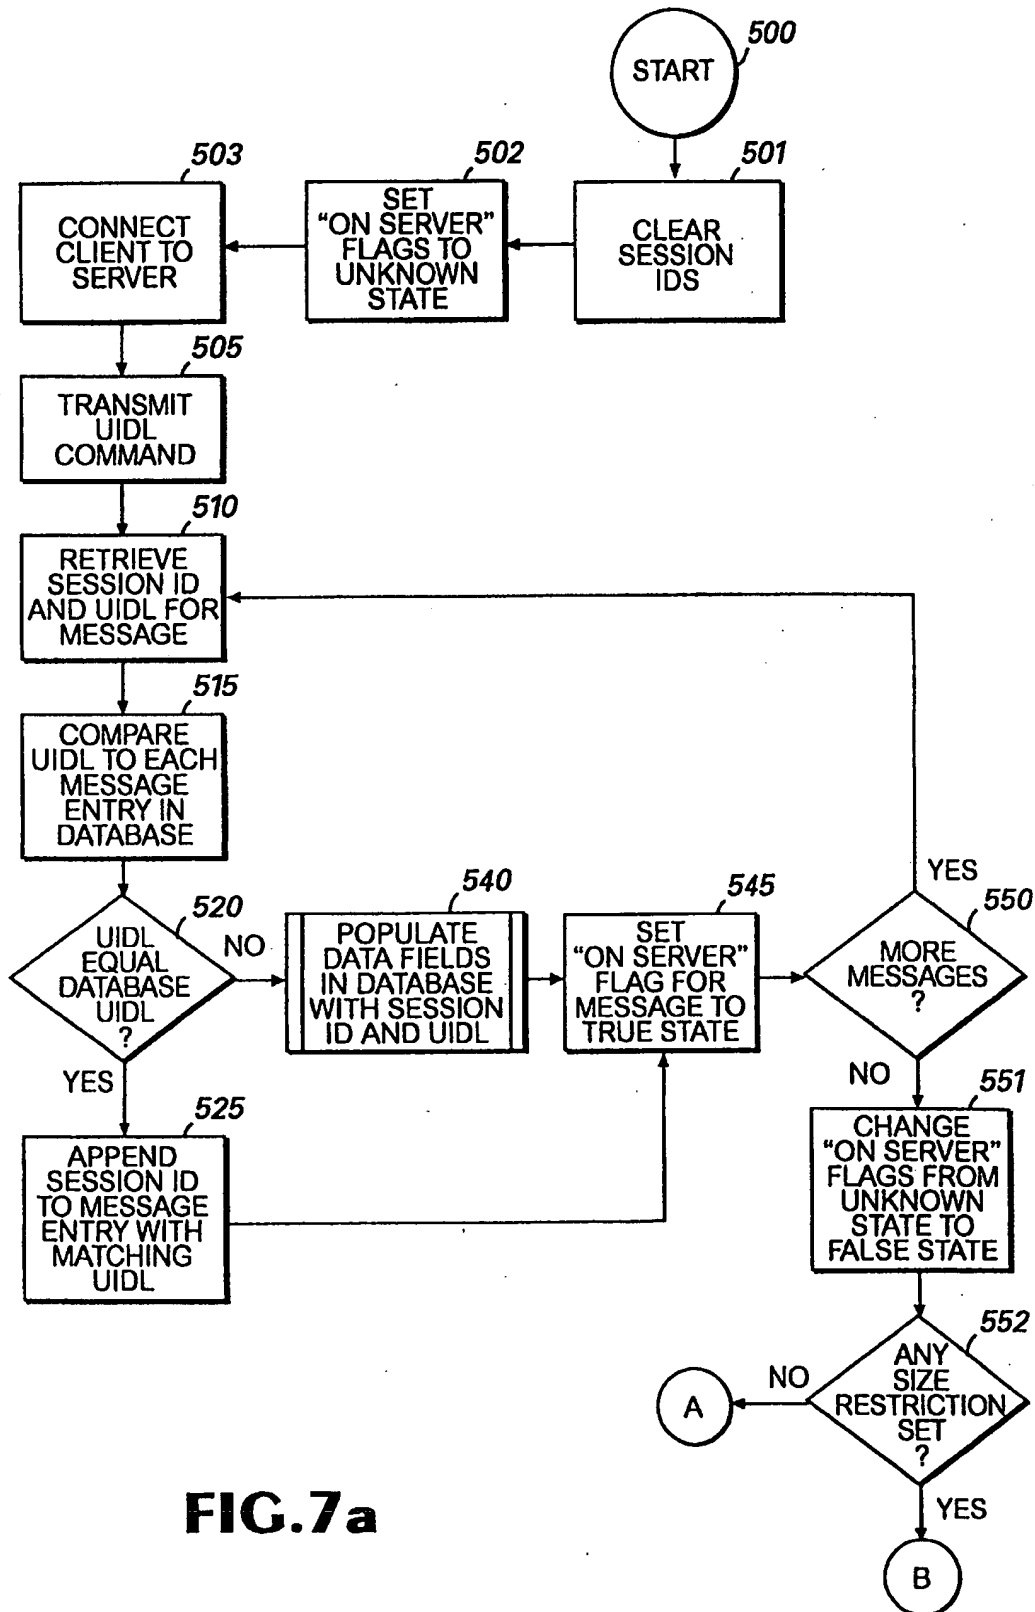 500
START
501
CLEAR
SESSION
IDS
502
SET
“ON SERVER”
FLAGS TO
UNKNOWN
STATE
503
CONNECT
CLIENT TO
SERVER
505
TRANSMIT
UIDL
COMMAND
510
RETRIEVE
SESSION ID
AND UIDL FOR
MESSAGE
515
COMPARE
UIDL TO EACH
MESSAGE
ENTRY IN
DATABASE
520
UIDL
EQUAL
DATABASE
UIDL
?
NO
YES
525
APPEND
SESSION ID
TO MESSAGE
ENTRY WITH
MATCHING
UIDL
540
POPULATE
DATA FIELDS
IN DATABASE
WITH SESSION
ID AND UIDL
545
SET
“ON SERVER”
FLAG FOR
MESSAGE TO
TRUE STATE
550
MORE
MESSAGES
?
YES
NO
551
CHANGE
“ON SERVER”
FLAGS FROM
UNKNOWN
STATE TO
FALSE STATE
552
ANY
SIZE
RESTRICTION
SET
?
NO
A
YES
B
FIG.7a